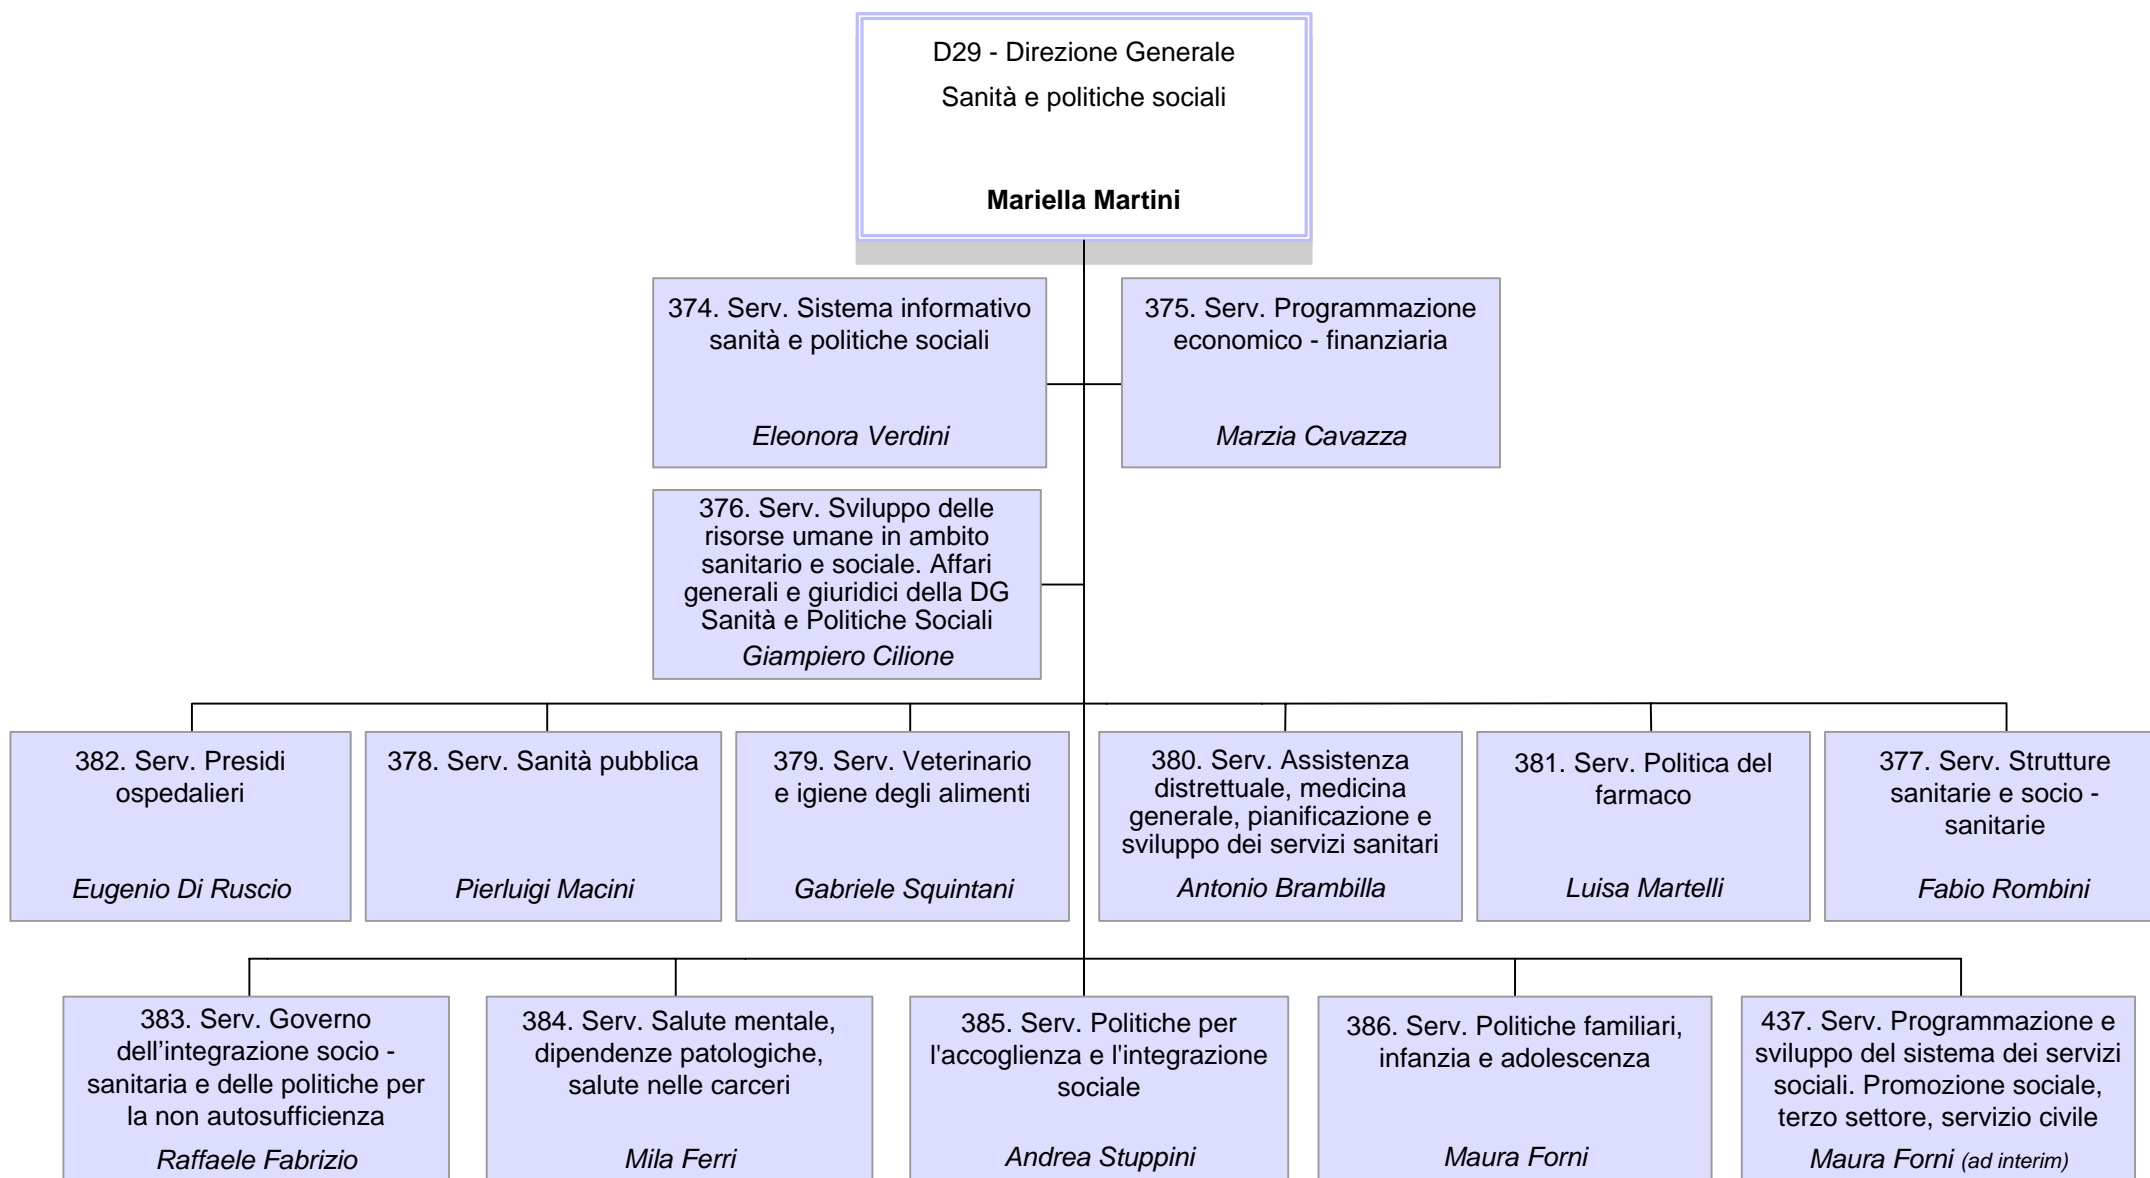 D29 - Direzione Generale
Sanità e politiche sociali
Mariella Martini
374. Serv. Sistema informativo
sanità e politiche sociali
Eleonora Verdini
375. Serv. Programmazione
economico - finanziaria
Marzia Cavazza
376. Serv. Sviluppo delle
risorse umane in ambito
sanitario e sociale. Affari
generali e giuridici della DG
Sanità e Politiche Sociali
Giampiero Cilione
382. Serv. Presidi
ospedalieri
Eugenio Di Ruscio
378. Serv. Sanità pubblica
Pierluigi Macini
379. Serv. Veterinario
e igiene degli alimenti
Gabriele Squintani
380. Serv. Assistenza
distrettuale, medicina
generale, pianificazione e
sviluppo dei servizi sanitari
Antonio Brambilla
381. Serv. Politica del
farmaco
Luisa Martelli
377. Serv. Strutture
sanitarie e socio -
sanitarie
Fabio Rombini
383. Serv. Governo
dell’integrazione socio -
sanitaria e delle politiche per
la non autosufficienza
Raffaele Fabrizio
384. Serv. Salute mentale,
dipendenze patologiche,
salute nelle carceri
Mila Ferri
385. Serv. Politiche per
l'accoglienza e l'integrazione
sociale
Andrea Stuppini
386. Serv. Politiche familiari,
infanzia e adolescenza
Maura Forni
437. Serv. Programmazione e
sviluppo del sistema dei servizi
sociali. Promozione sociale,
terzo settore, servizio civile
Maura Forni (ad interim)